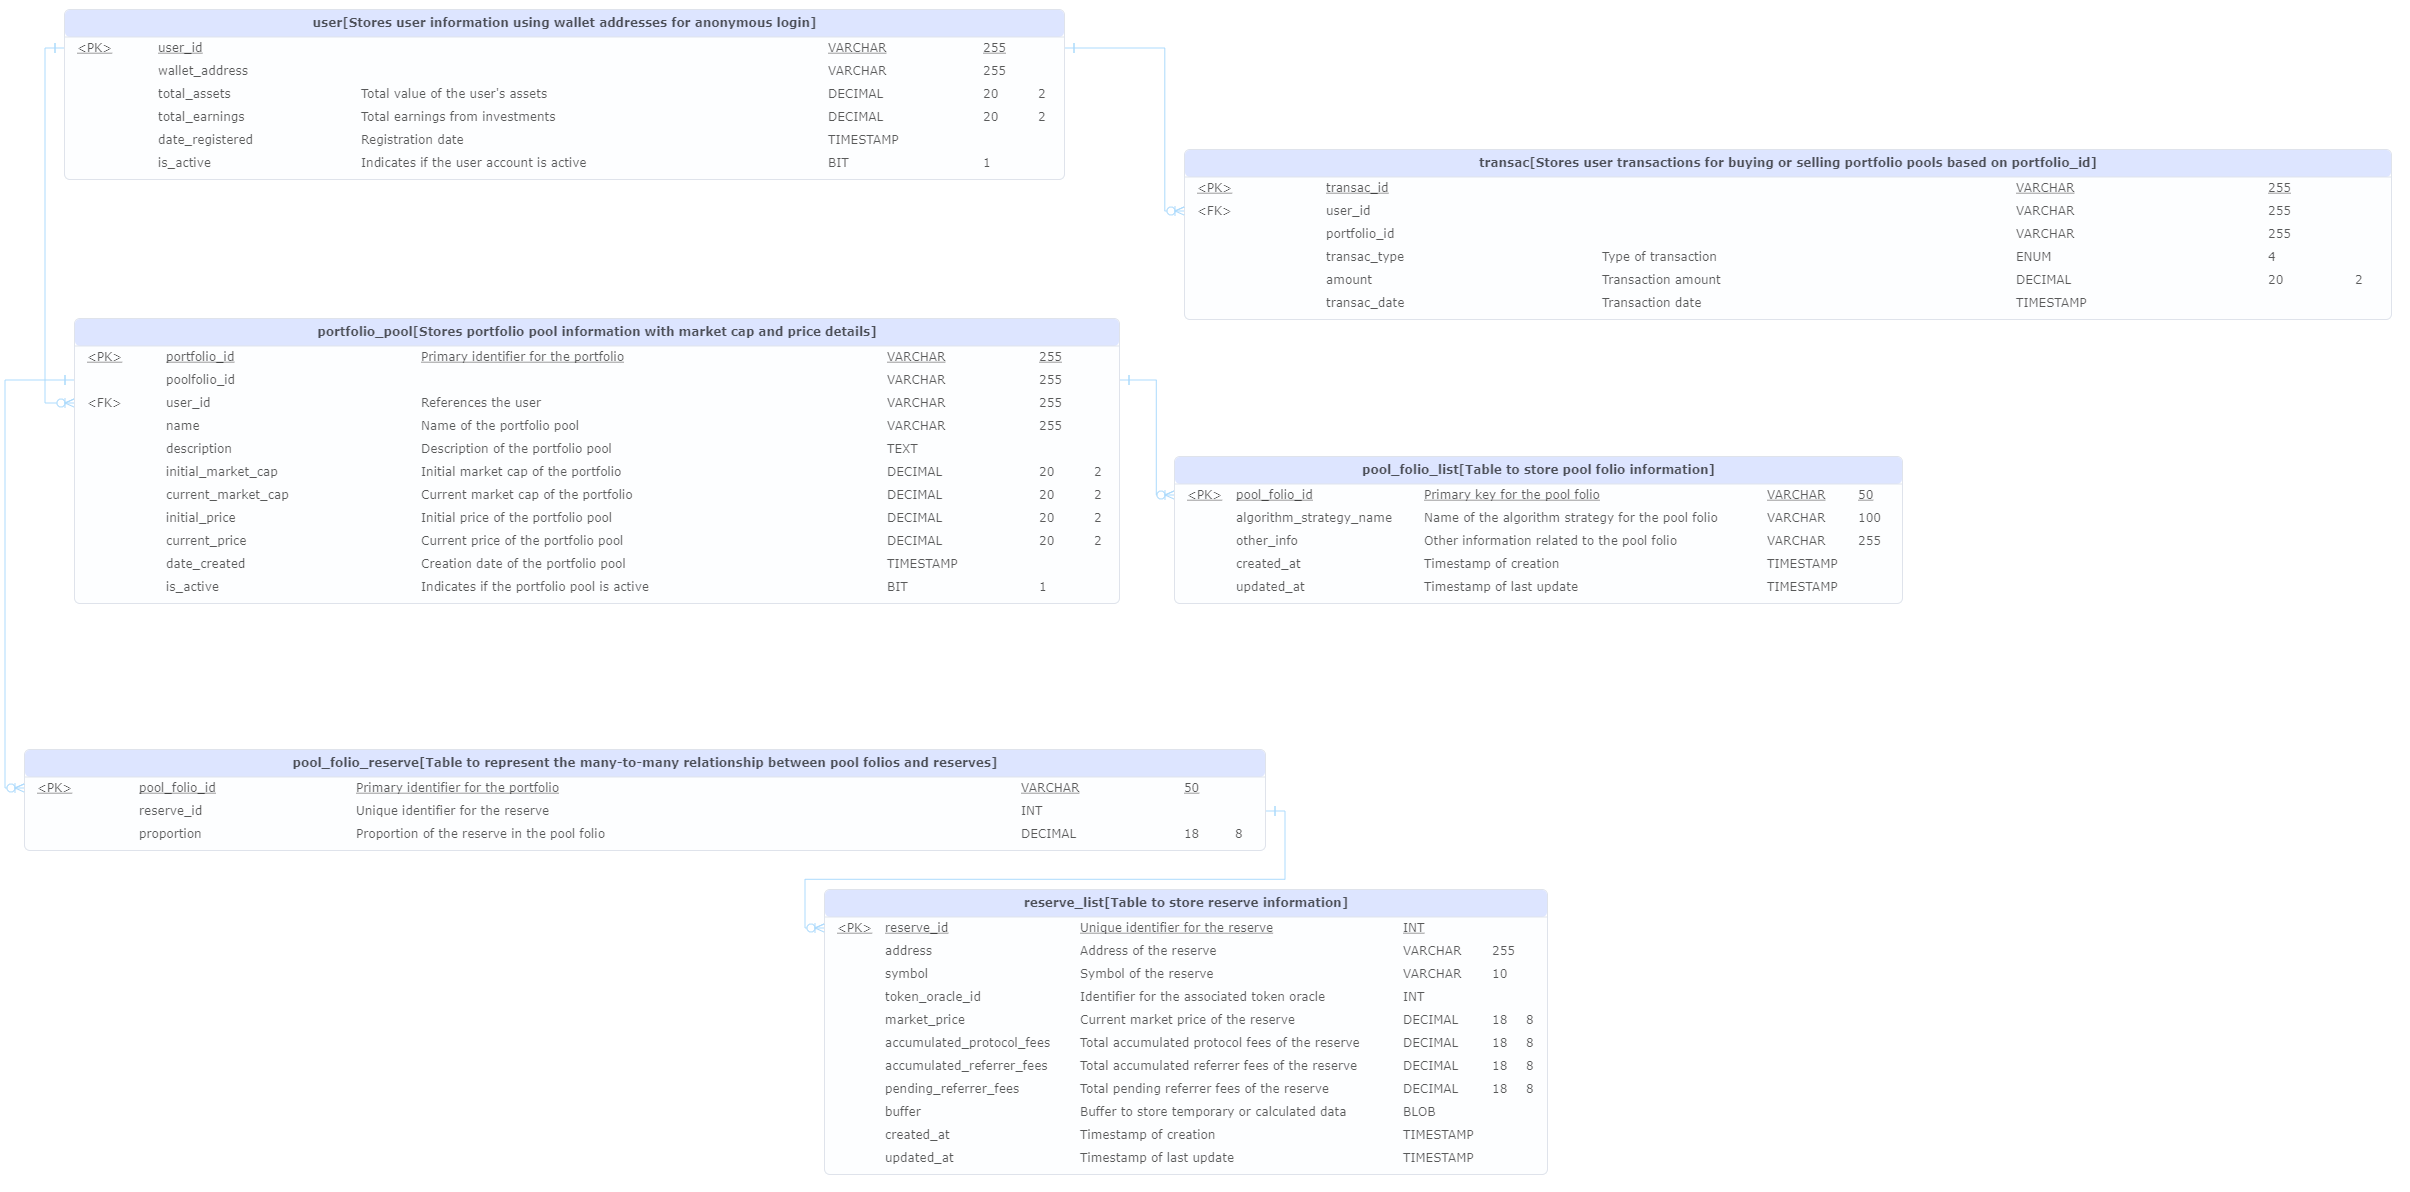 user[Stores user information using wallet addresses for anonymous login]
<PK> user_id VARCHAR 255
wallet_address VARCHAR 255
total_assets Total value of the user's assets DECIMAL 20 2
total_earnings Total earnings from investments DECIMAL 20 2
date_registered Registration date TIMESTAMP
is_active Indicates if the user account is active BIT 1
transac[Stores user transactions for buying or selling portfolio pools based on portfolio_id]
<PK> transac_id VARCHAR 255
<FK> user_id VARCHAR 255
portfolio_id VARCHAR 255
transac_type Type of transaction ENUM 4
amount Transaction amount DECIMAL 20 2
transac_date Transaction date TIMESTAMP
portfolio_pool[Stores portfolio pool information with market cap and price details]
<PK> portfolio_id Primary identifier for the portfolio VARCHAR 255
poolfolio_id VARCHAR 255
<FK> user_id References the user VARCHAR 255
name Name of the portfolio pool VARCHAR 255
description Description of the portfolio pool TEXT
initial_market_cap Initial market cap of the portfolio DECIMAL 20 2
current_market_cap Current market cap of the portfolio DECIMAL 20 2
initial_price Initial price of the portfolio pool DECIMAL 20 2
current_price Current price of the portfolio pool DECIMAL 20 2
date_created Creation date of the portfolio pool TIMESTAMP
is_active Indicates if the portfolio pool is active BIT 1
pool_folio_list[Table to store pool folio information]
<PK> pool_folio_id Primary key for the pool folio VARCHAR 50
algorithm_strategy_name Name of the algorithm strategy for the pool folio VARCHAR 100
other_info Other information related to the pool folio VARCHAR 255
created_at Timestamp of creation TIMESTAMP
updated_at Timestamp of last update TIMESTAMP
pool_folio_reserve[Table to represent the many-to-many relationship between pool folios and reserves]
<PK> pool_folio_id Primary identifier for the portfolio VARCHAR 50
reserve_id Unique identifier for the reserve INT
proportion Proportion of the reserve in the pool folio DECIMAL 18 8
reserve_list[Table to store reserve information]
<PK> reserve_id Unique identifier for the reserve INT
address Address of the reserve VARCHAR 255
symbol Symbol of the reserve VARCHAR 10
token_oracle_id Identifier for the associated token oracle INT
market_price Current market price of the reserve DECIMAL 18 8
accumulated_protocol_fees Total accumulated protocol fees of the reserve DECIMAL 18 8
accumulated_referrer_fees Total accumulated referrer fees of the reserve DECIMAL 18 8
pending_referrer_fees Total pending referrer fees of the reserve DECIMAL 18 8
buffer Buffer to store temporary or calculated data BLOB
created_at Timestamp of creation TIMESTAMP
updated_at Timestamp of last update TIMESTAMP